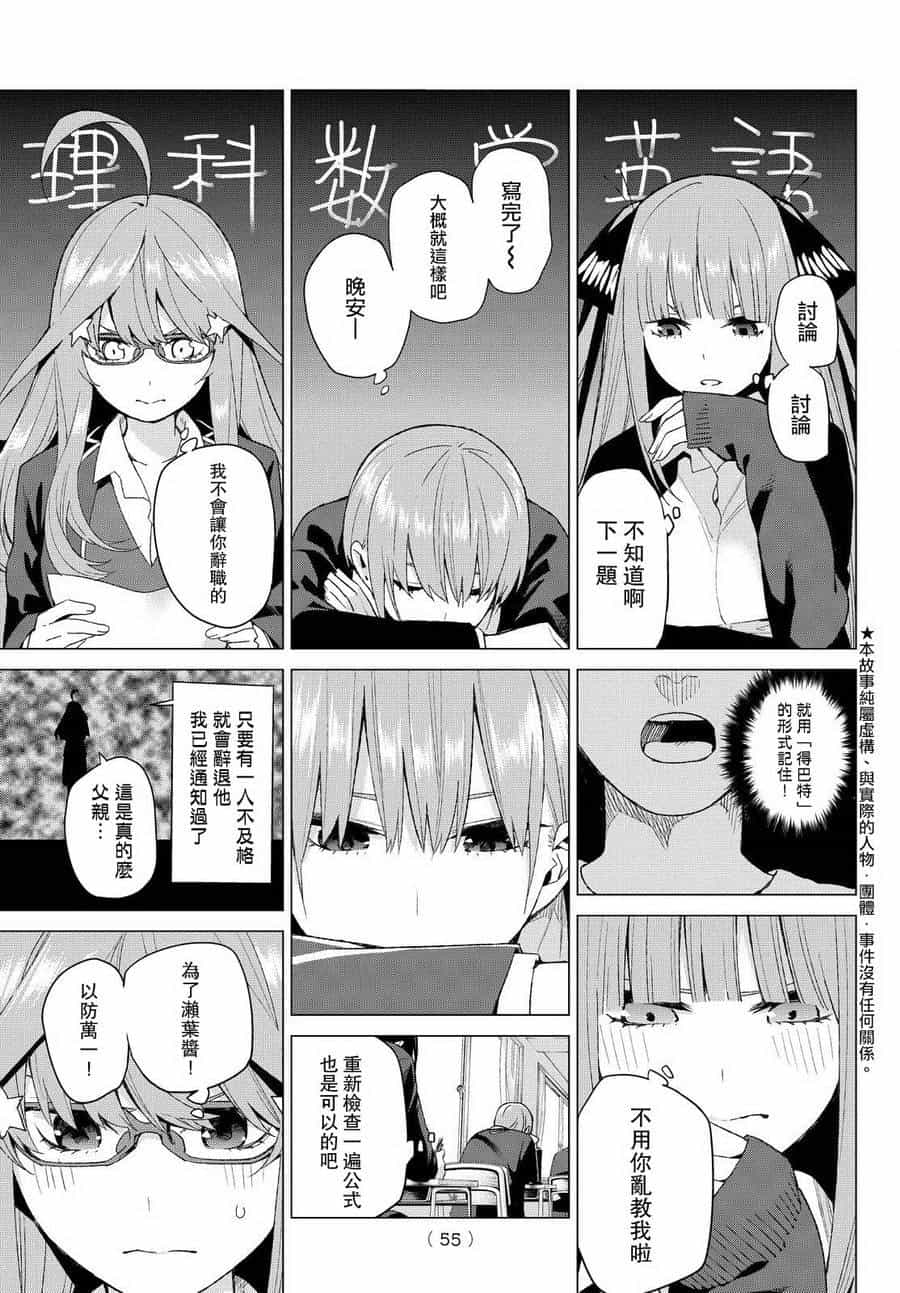 英語
討論
討論
不知道啊
下一題
就用「得巴特」
的形式記住！
不用你亂教我啦
数学
寫完了～
大概就這樣吧
晚安－
重新檢查一遍公式
也是可以的吧
理科
我不會讓你辭職的
只要有一人不及格
就會辭退他
我已經通知過了
這是真的麽
父親…
為了瀨葉醬！
以防萬一！
★本故事純屬虛構、與實際的人物．團體．事件沒有任何關係。
（55）